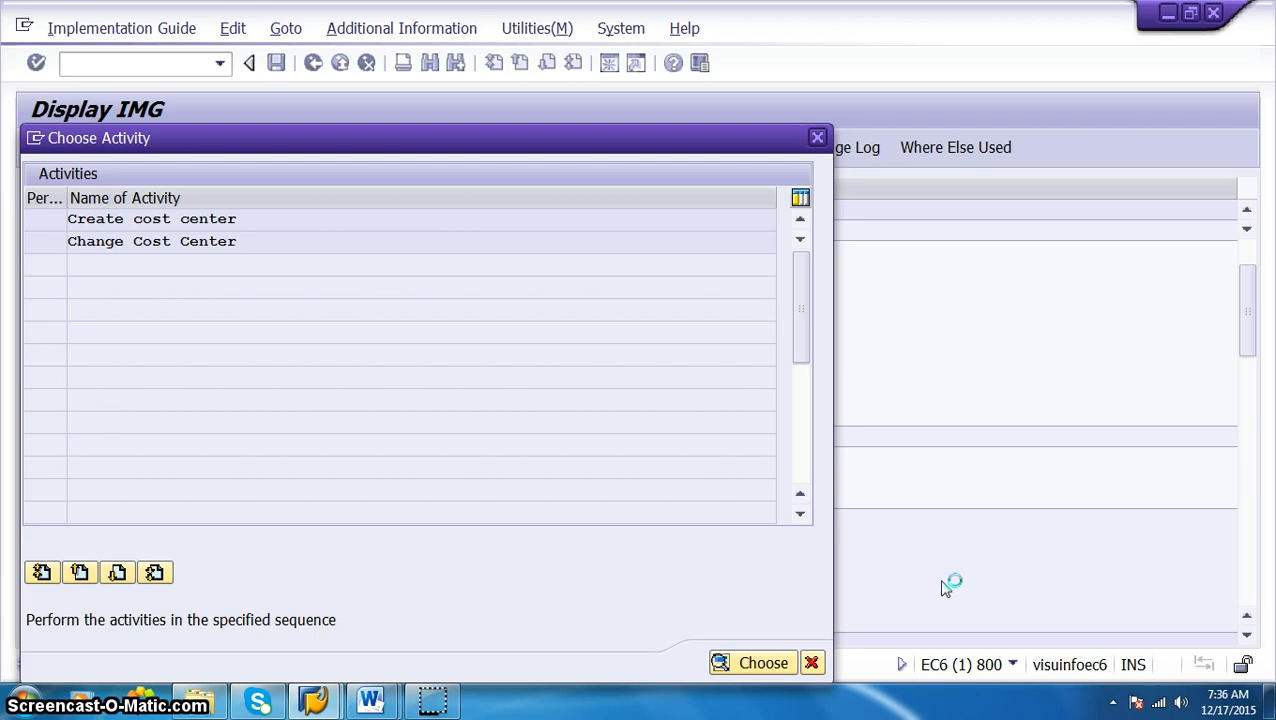 Implementation Guide Edit Goto Additional Information Utilities(M) System Help
Display IMG
Choose Activity
ge Log Where Else Used
Activities
Per... Name of Activity
Create cost center
Change Cost Center
Perform the activities in the specified sequence
Choose
EC6 (1) 800 visuinfoec6 INS
7:36 AM
Screencast-O-Matic.com
12/17/2015